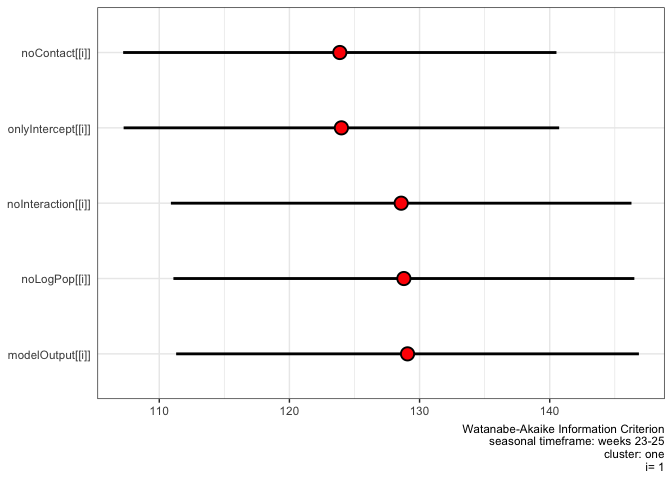 noContact[[i]]
onlyIntercept[[i]]
noInteraction[[i]]
noLogPop[[i]]
modelOutput[[i]]
110 120 130 140
Watanabe-Akaike Information Criterion
seasonal timeframe: weeks 23-25
cluster: one
i= 1